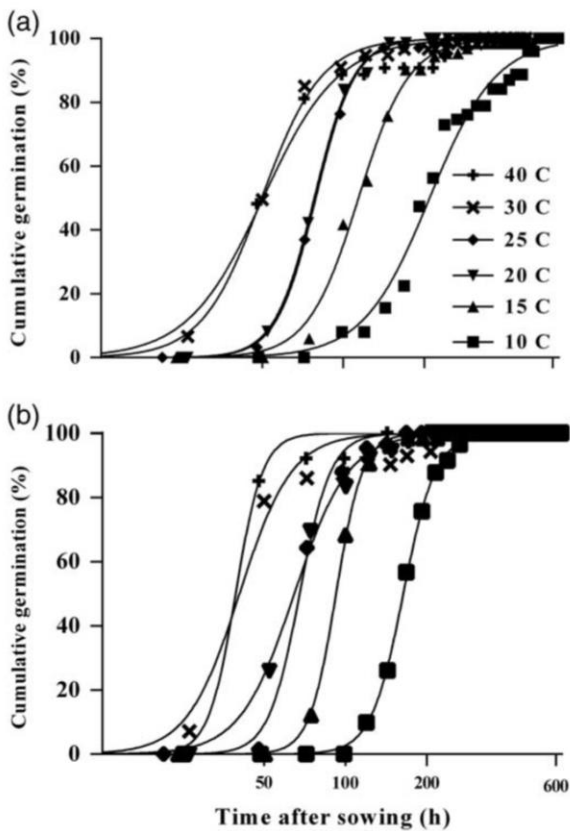 (a)
100
80
60
40
20
0
Cumulative germination (%)
40 C
30 C
25 C
20 C
15 C
10 C
(b)
100
80
60
40
20
0
Cumulative germination (%)
50
100
200
600
Time after sowing (h)